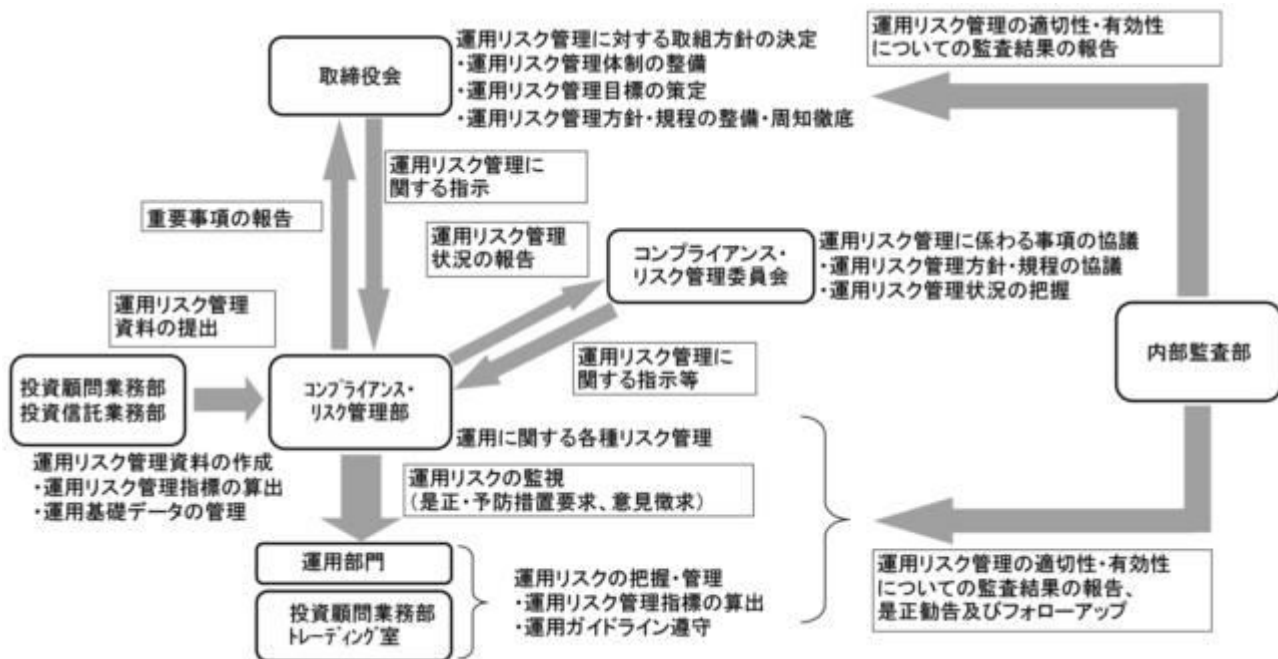 運用リスク管理に対する取組方針の決定
・運用リスク管理体制の整備
・運用リスク管理目標の策定
・運用リスク管理方針・規程の整備・周知徹底
取締役会
運用リスク管理の適切性・有効性
についての監査結果の報告
運用リスク管理に
関する指示
重要事項の報告
運用リスク管理
状況の報告
コンプライアンス・
リスク管理委員会
運用リスク管理に係わる事項の協議
・運用リスク管理方針・規程の協議
・運用リスク管理状況の把握
運用リスク管理
資料の提出
内部監査部
運用リスク管理に
関する指示等
投資顧問業務部
投資信託業務部
コンプライアンス・
リスク管理部
運用に関する各種リスク管理
運用リスク管理資料の作成
・運用リスク管理指標の算出
・運用基礎データの管理
運用リスクの監視
（是正・予防措置要求、意見徴求）
運用部門
投資顧問業務部
トレーディング室
運用リスクの把握・管理
・運用リスク管理指標の算出
・運用ガイドライン遵守
運用リスク管理の適切性・有効性
についての監査結果の報告、
是正勧告及びフォローアップ